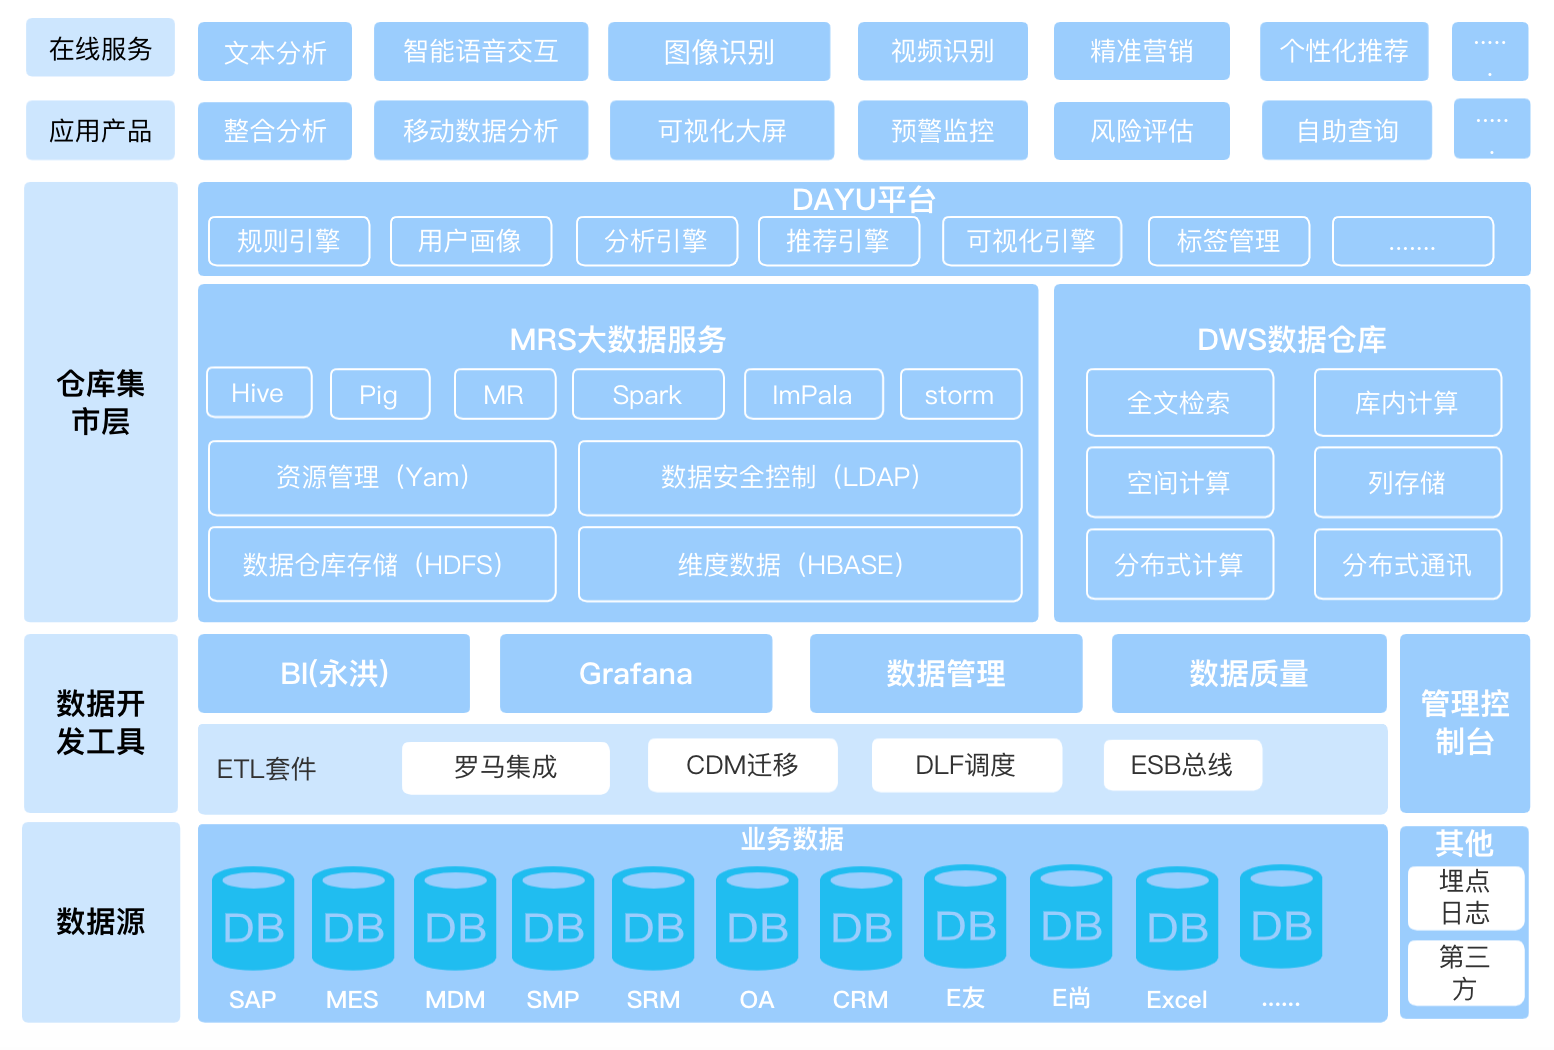 在线服务
文本分析
智能语音交互
图像识别
视频识别
精准营销
个性化推荐
.....
.
应用产品
整合分析
移动数据分析
可视化大屏
预警监控
风险评估
自助查询
.....
.
仓库集
市层
DAYU平台
规则引擎
用户画像
分析引擎
推荐引擎
可视化引擎
标签管理
.......
MRS大数据服务
Hive
Pig
MR
Spark
ImPala
storm
资源管理（Yam）
数据安全控制（LDAP）
数据仓库存储（HDFS）
维度数据（HBASE）
DWS数据仓库
全文检索
库内计算
空间计算
列存储
分布式计算
分布式通讯
数据开
发工具
BI(永洪)
Grafana
数据管理
数据质量
管理控
制台
ETL套件
罗马集成
CDM迁移
DLF调度
ESB总线
数据源
业务数据
DB
DB
DB
DB
DB
DB
DB
DB
DB
DB
DB
SAP
MES
MDM
SMP
SRM
OA
CRM
E友
E尚
Excel
......
其他
埋点
日志
第三
方